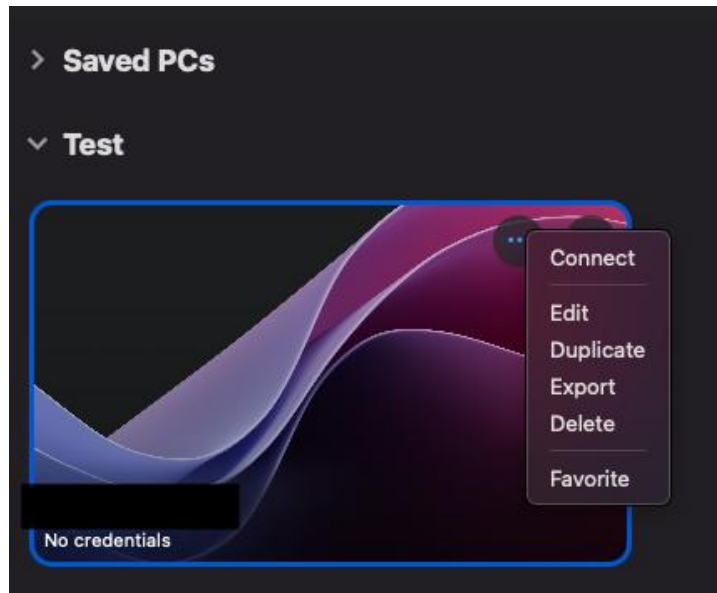 Saved PCs
Test
Connect
Edit
Duplicate
Export
Delete
Favorite
No credentials